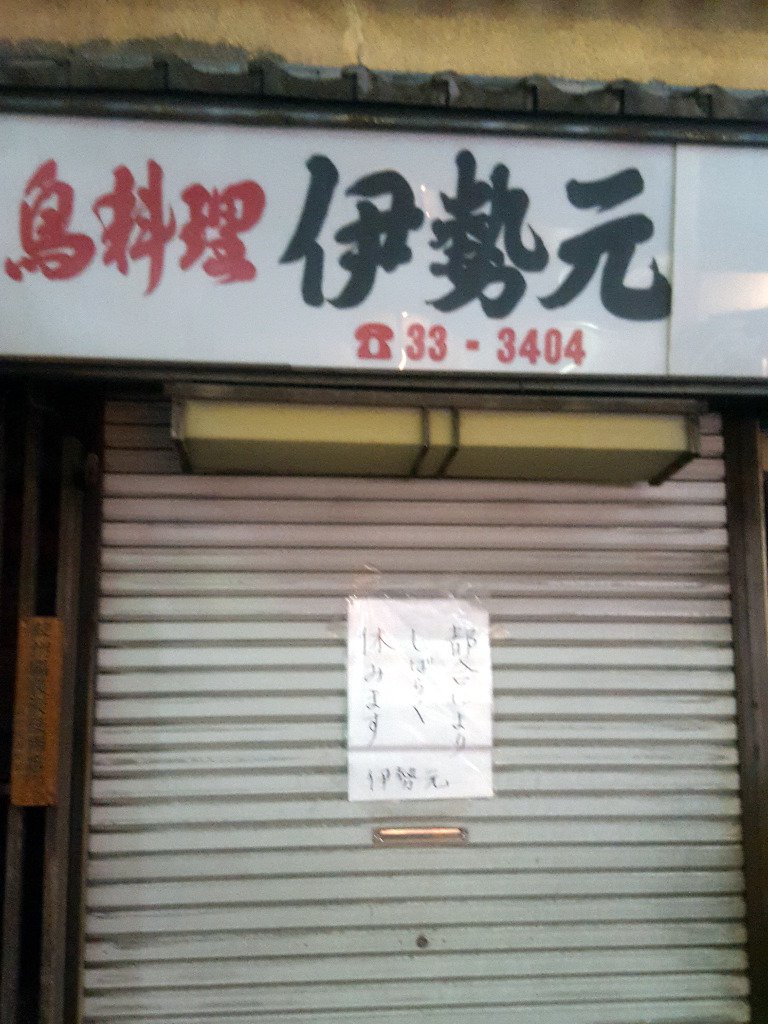 鳥料理 伊勢元
☎33-3404
都合により
しばらく
休みます
伊勢元